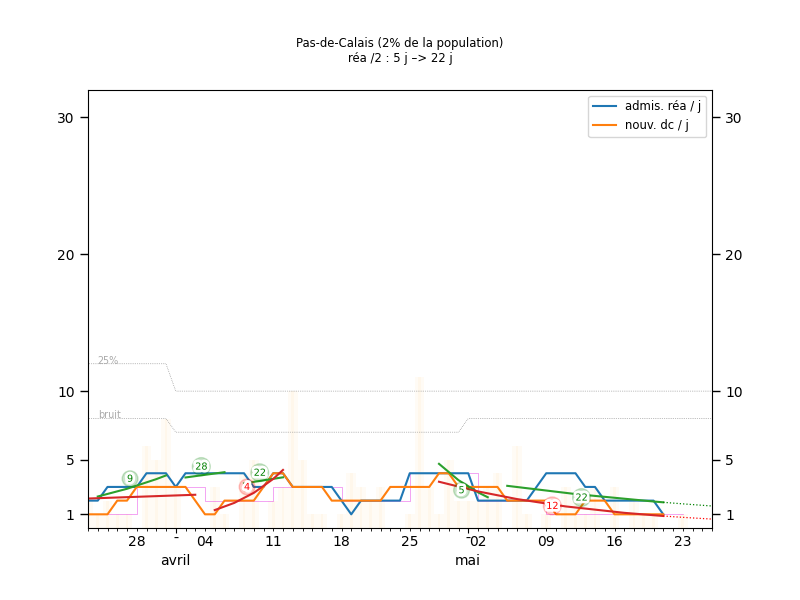 Pas-de-Calais (2% de la population)
réa /2 : 5 j –> 22 j
admis. réa / j
nouv. dc / j
30 30
20 20
25%
10 10
bruit
5 5
9 28 22 4 5 22 12
1 1
28 04 11 18 25 02 09 16 23
avril mai